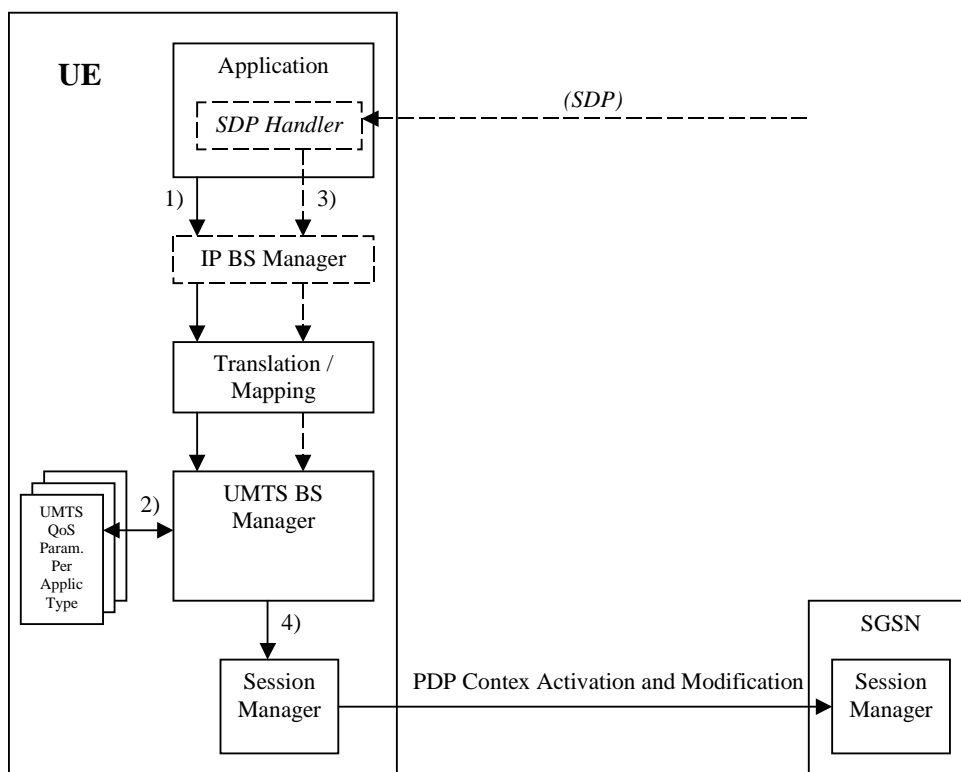 UE
Application
(SDP)
SDP Handler
1)
3)
IP BS Manager
Translation /
Mapping
UMTS BS
Manager
2)
UMTS
QoS
Param.
Per
Applic
Type
4)
SGSN
Session
Manager
PDP Contex Activation and Modification
Session
Manager